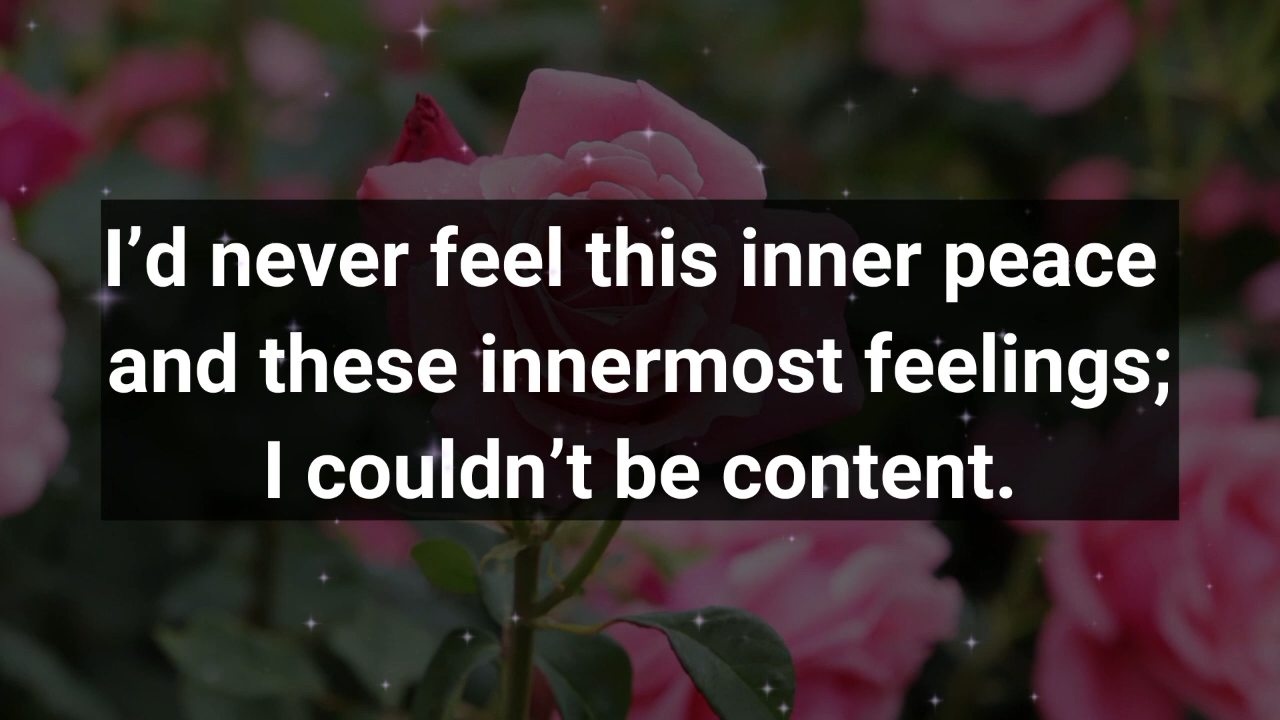 I’d never feel this inner peace
and these innermost feelings;
I couldn’t be content.